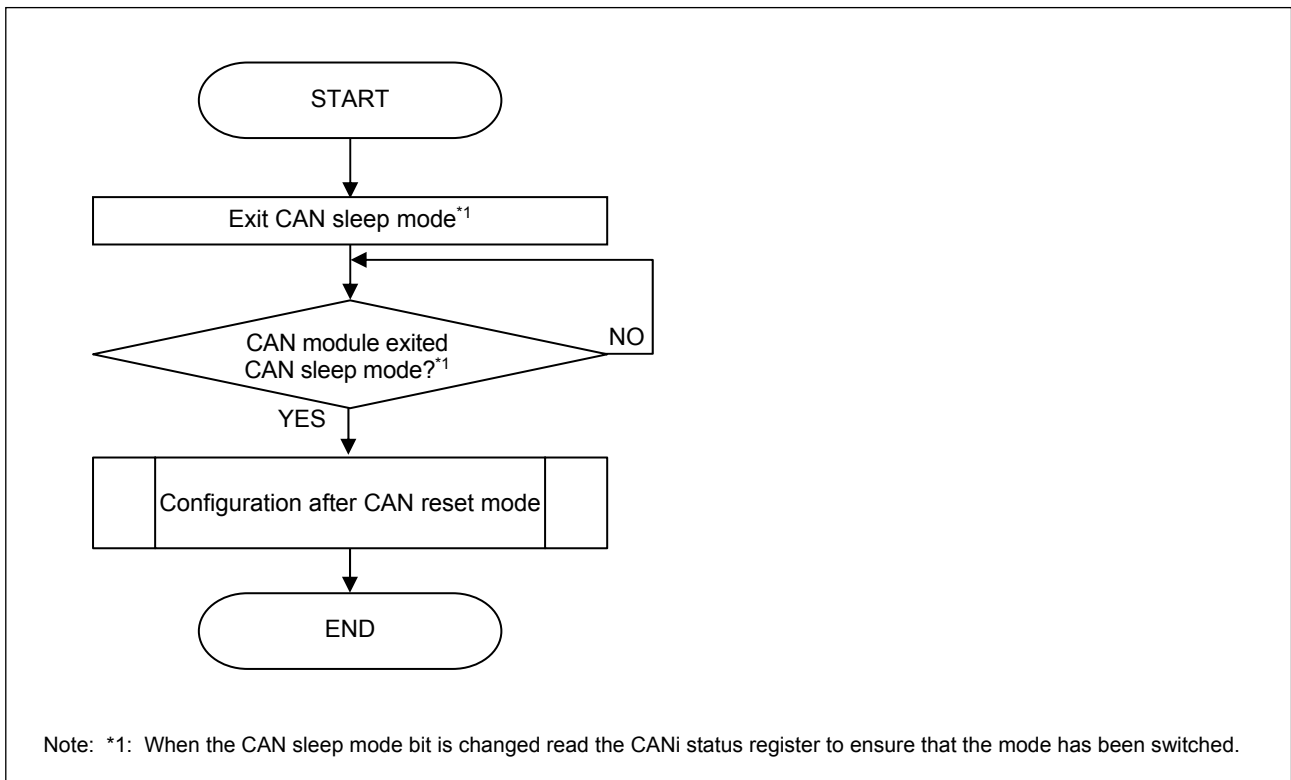 START
Exit CAN sleep mode*1
NO
CAN module exited
CAN sleep mode?*1
YES
Configuration after CAN reset mode
END
Note: *1: When the CAN sleep mode bit is changed read the CANi status register to ensure that the mode has been switched.